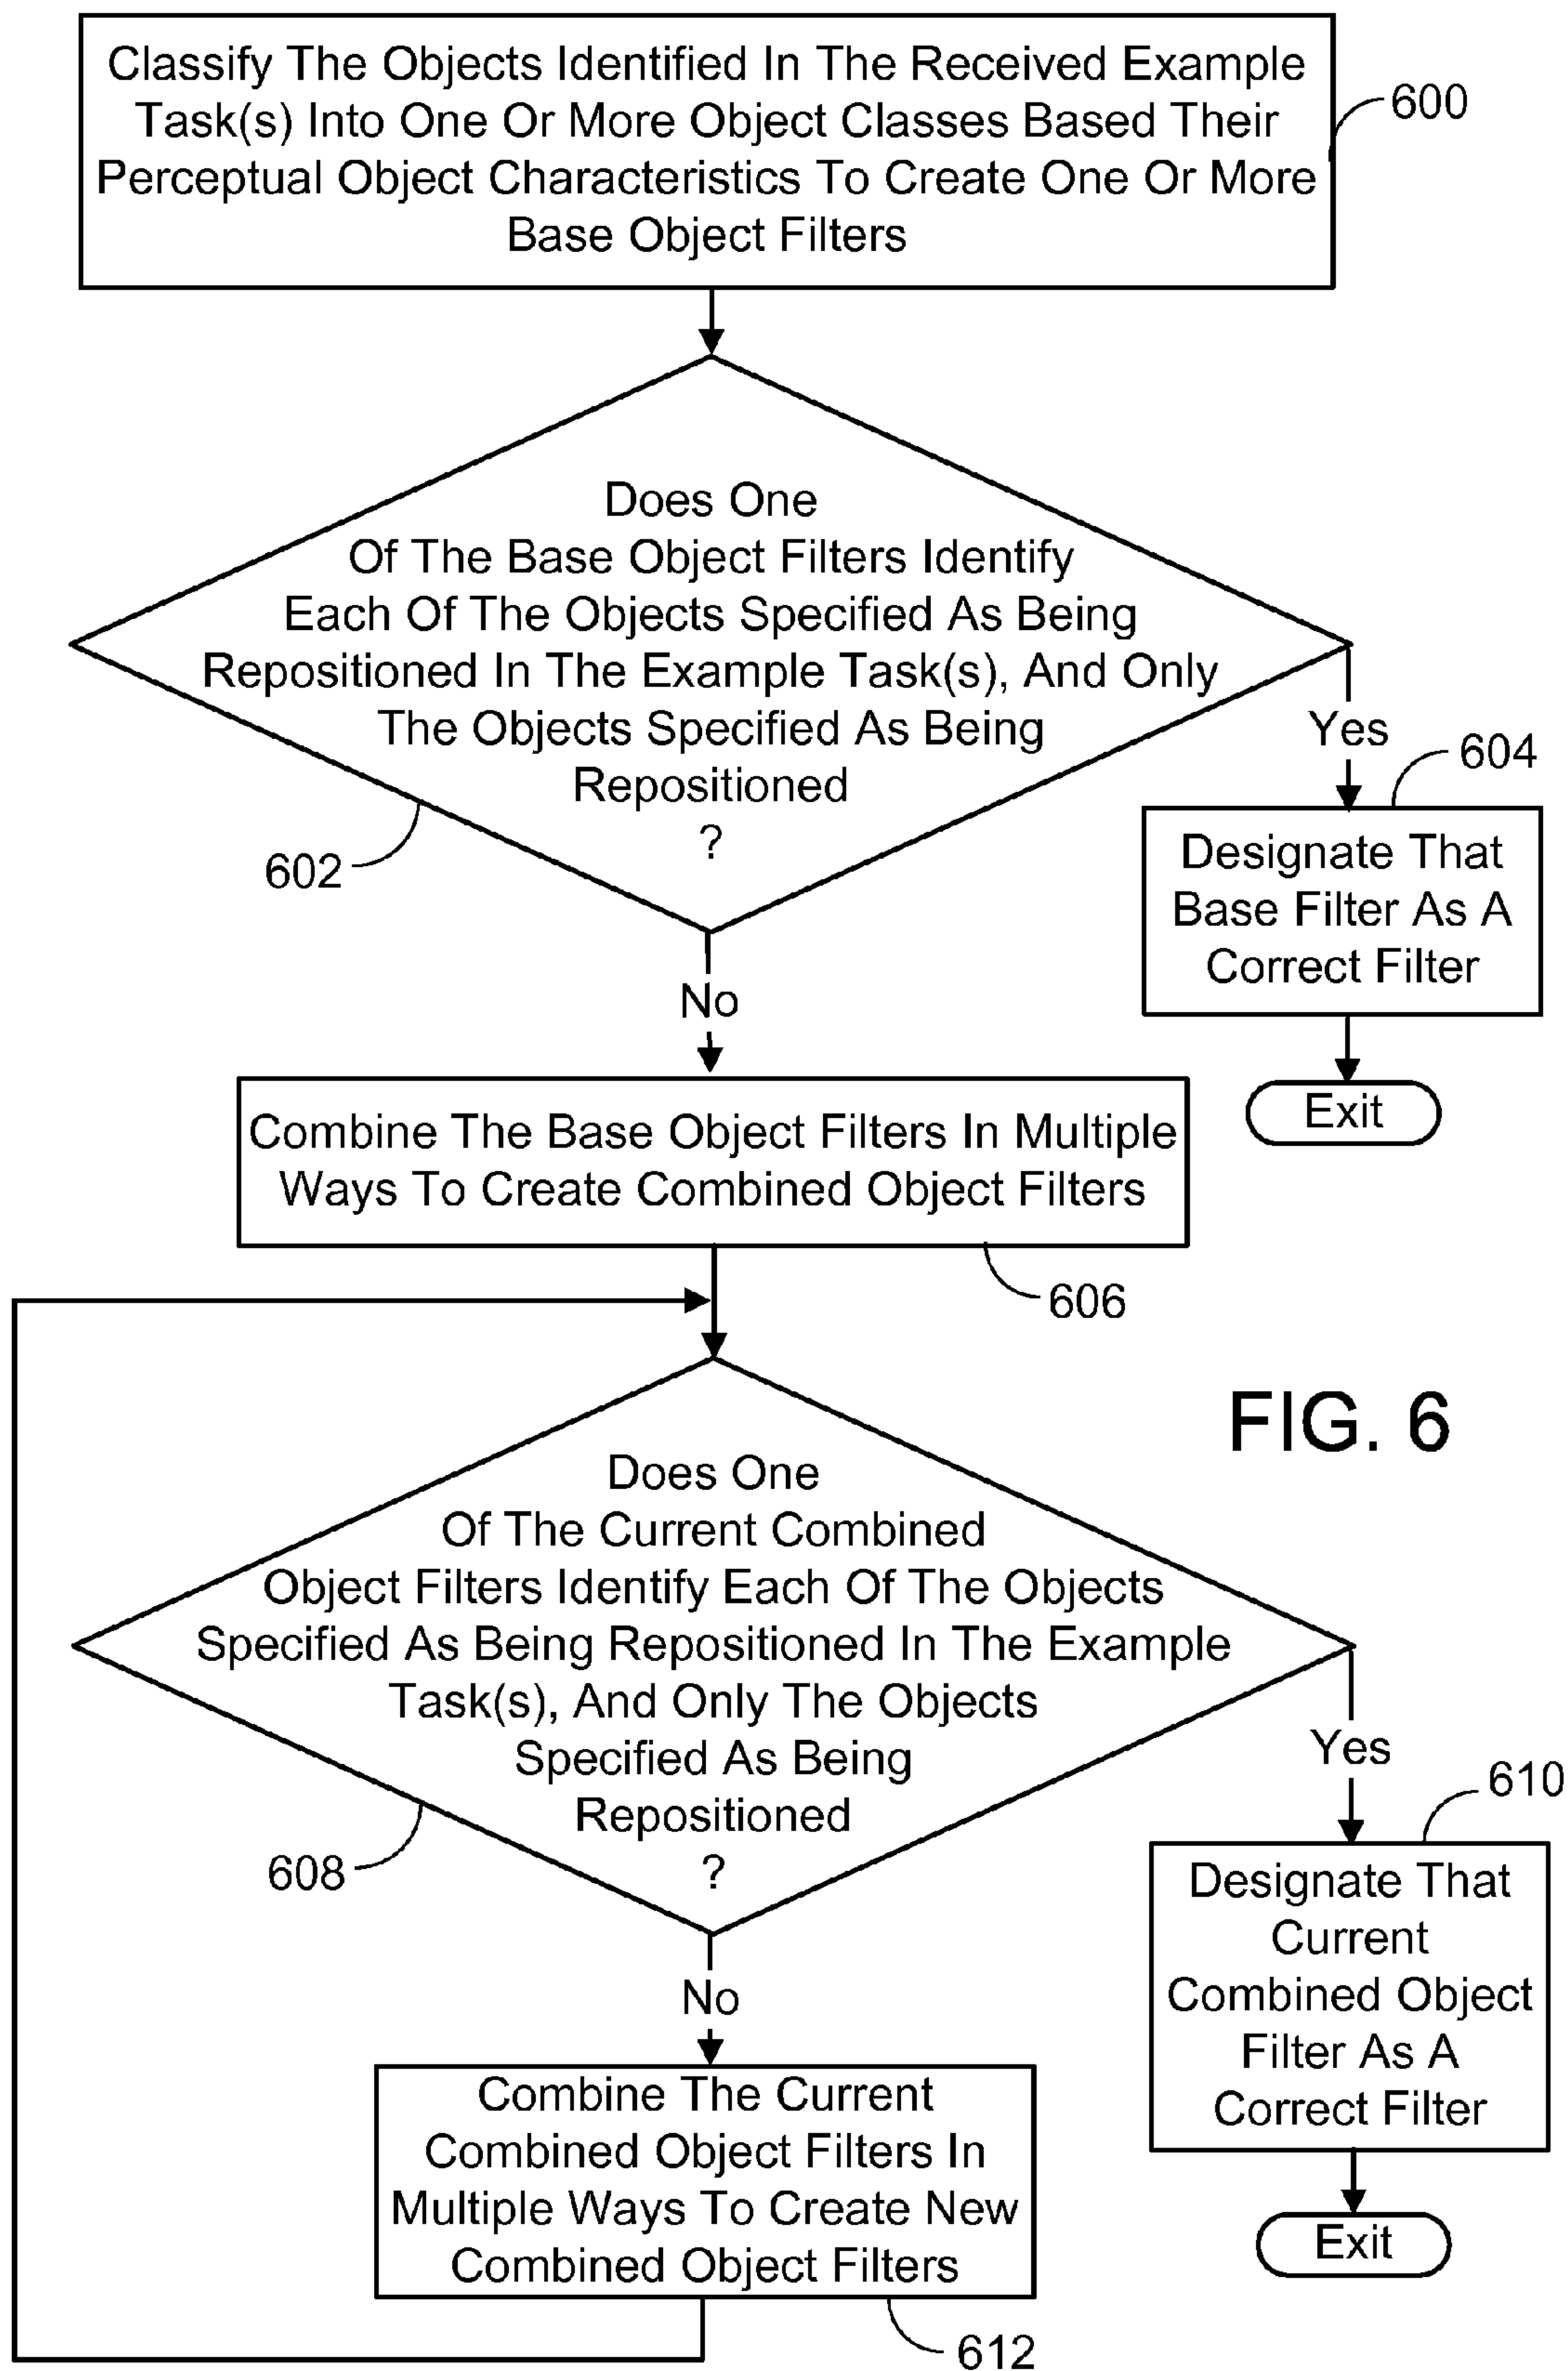 Classify The Objects Identified In The Received Example
Task(s) Into One Or More Object Classes Based Their
Perceptual Object Characteristics To Create One Or More
Base Object Filters
600
Does One
Of The Base Object Filters Identify
Each Of The Objects Specified As Being
Repositioned In The Example Task(s), And Only
The Objects Specified As Being
Repositioned
?
602
Yes
604
Designate That
Base Filter As A
Correct Filter
Exit
No
Combine The Base Object Filters In Multiple
Ways To Create Combined Object Filters
606
FIG. 6
Does One
Of The Current Combined
Object Filters Identify Each Of The Objects
Specified As Being Repositioned In The Example
Task(s), And Only The Objects
Specified As Being
Repositioned
?
608
Yes
610
Designate That
Current
Combined Object
Filter As A
Correct Filter
Exit
No
Combine The Current
Combined Object Filters In
Multiple Ways To Create New
Combined Object Filters
612